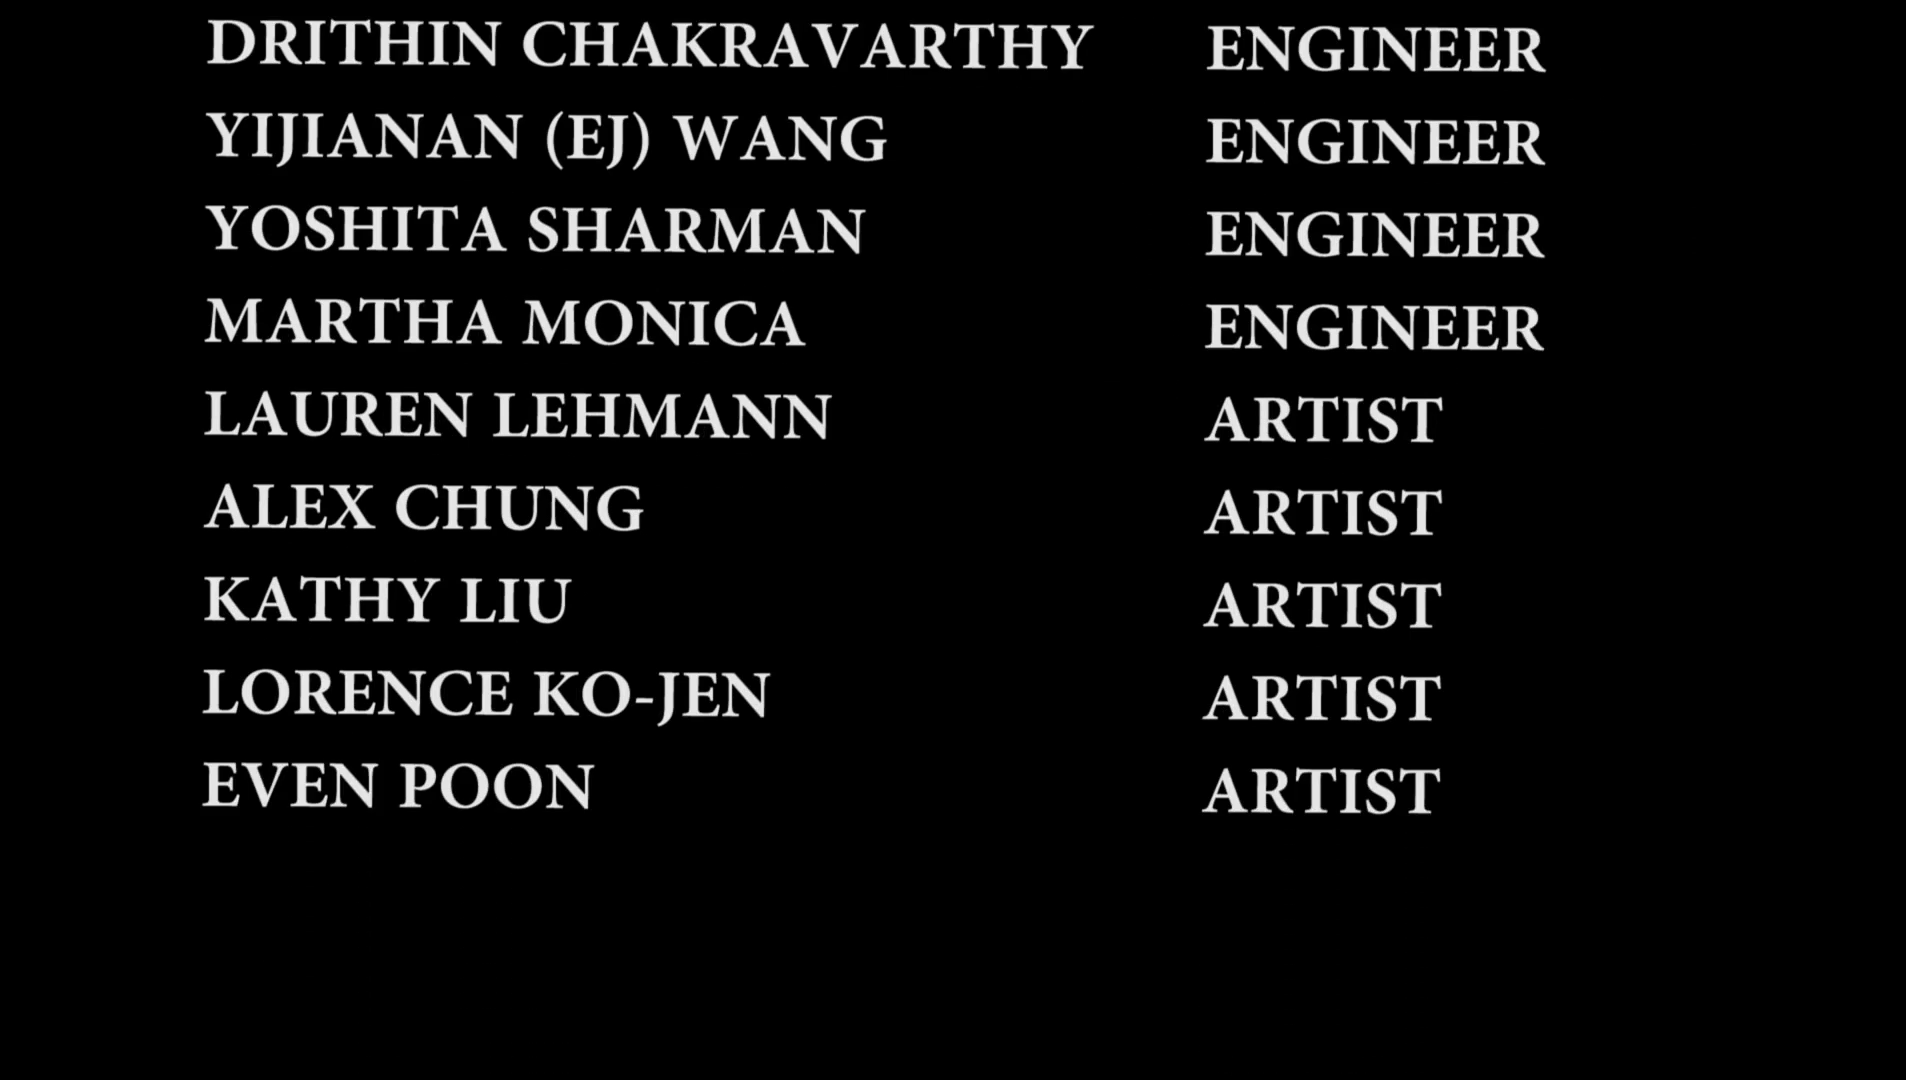 DRITHIN CHAKRAVARTHY ENGINEER
YIJIANAN (EJ) WANG ENGINEER
YOSHITA SHARMAN ENGINEER
MARTHA MONICA ENGINEER
LAUREN LEHMANN ARTIST
ALEX CHUNG ARTIST
KATHY LIU ARTIST
LORENCE KO-JEN ARTIST
EVEN POON ARTIST